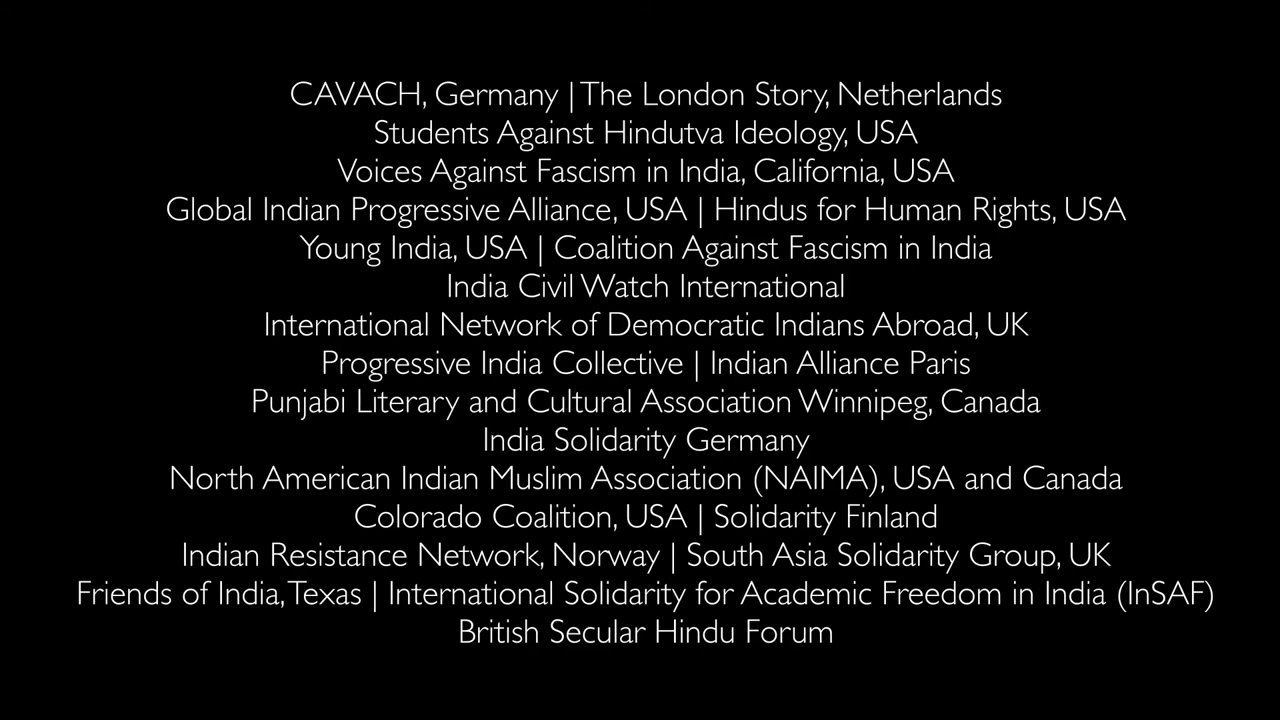 CAVACH, Germany | The London Story, Netherlands
Students Against Hindutva Ideology, USA
Voices Against Fascism in India, California, USA
Global Indian Progressive Alliance, USA | Hindus for Human Rights, USA
Young India, USA | Coalition Against Fascism in India
India Civil Watch International
International Network of Democratic Indians Abroad, UK
Progressive India Collective | Indian Alliance Paris
Punjabi Literary and Cultural Association Winnipeg, Canada
India Solidarity Germany
North American Indian Muslim Association (NAIMA), USA and Canada
Colorado Coalition, USA | Solidarity Finland
Indian Resistance Network, Norway | South Asia Solidarity Group, UK
Friends of India, Texas | International Solidarity for Academic Freedom in India (InSAF)
British Secular Hindu Forum